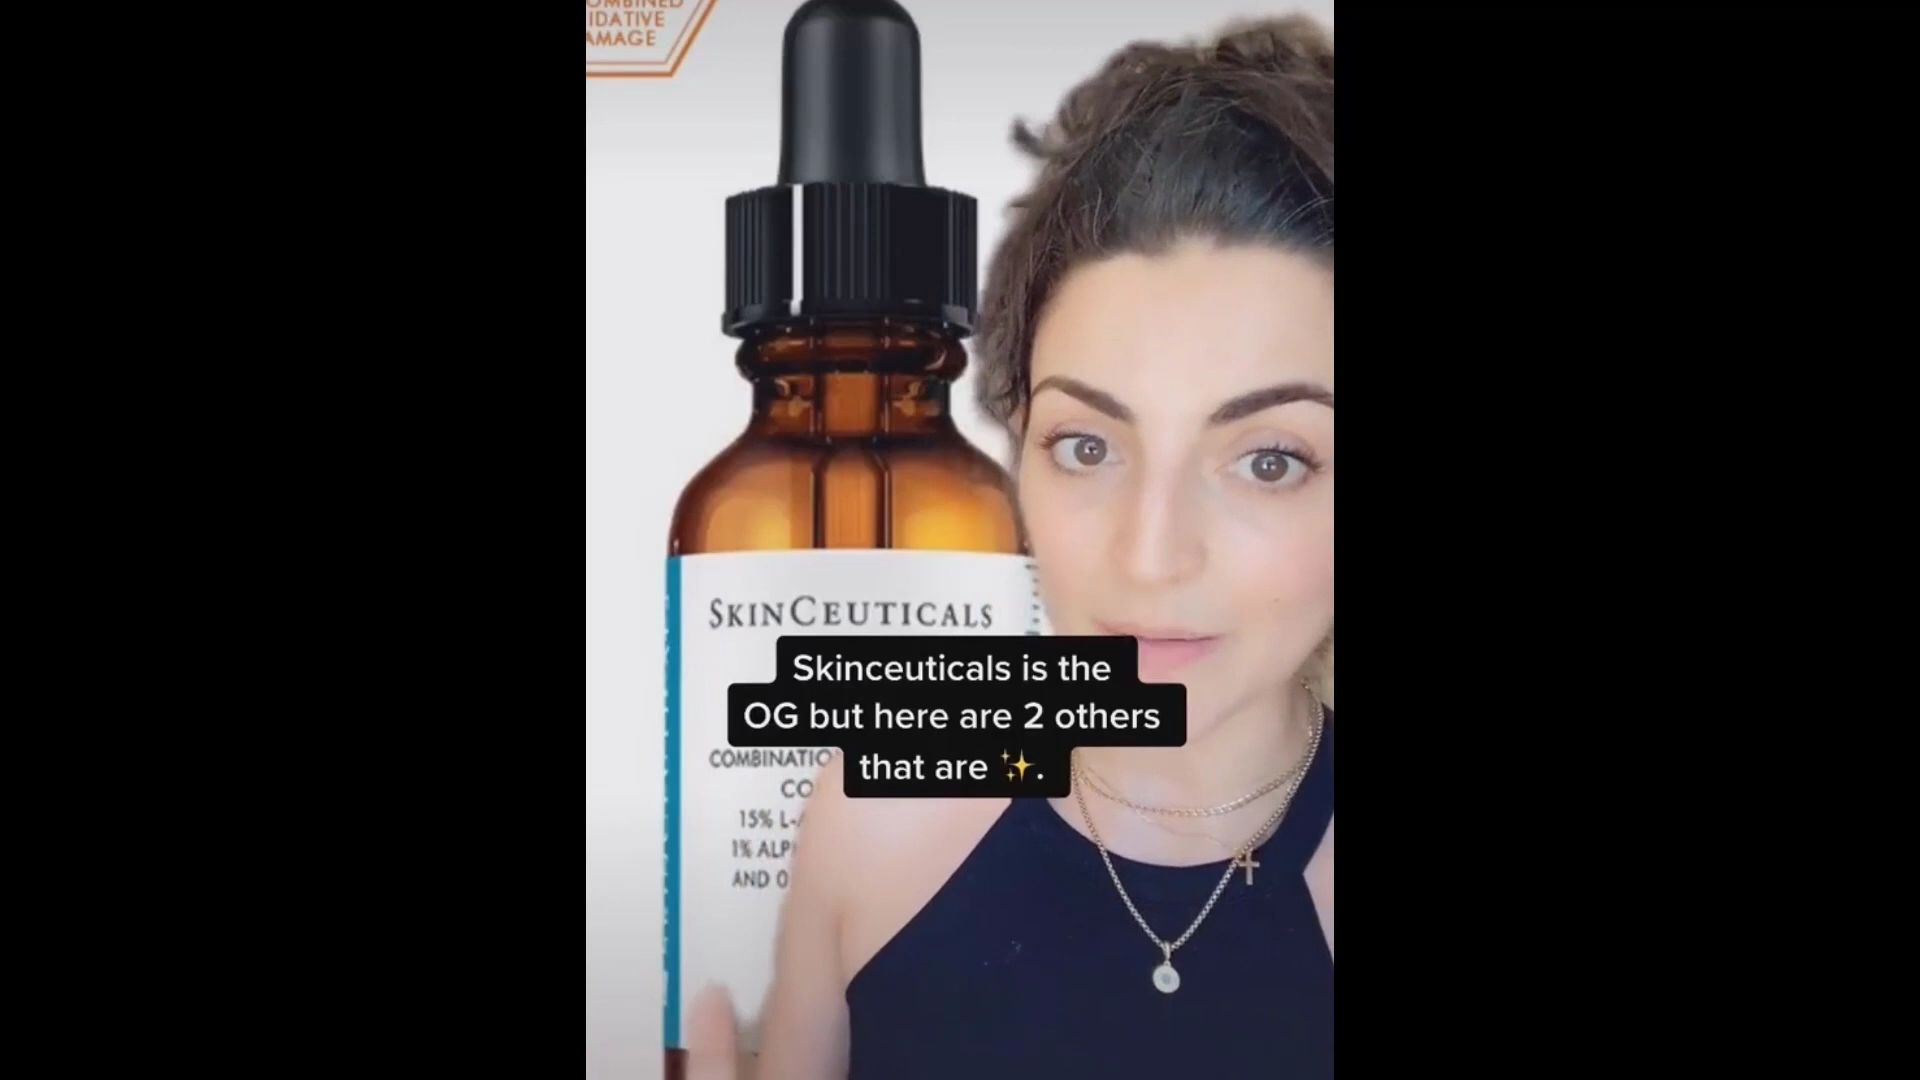 IDATIVE
AMAGE
SKINCEUTICALS
Skinceuticals is the
OG but here are 2 others
that are ✨.
COMBINATIO
CO
15% L-
1% ALP
AND 0